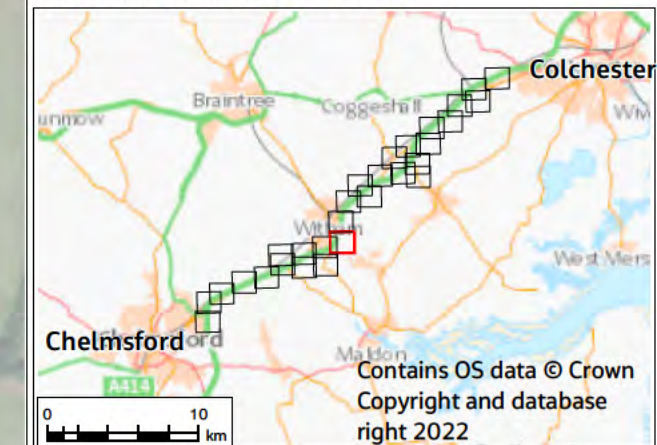 Colchester
Braintree
Coggeshall
unmow
Wiv
Witham
West Mers
Chelmsford
Maldon
A414
Contains OS data © Crown
Copyright and database
right 2022
0 10
km